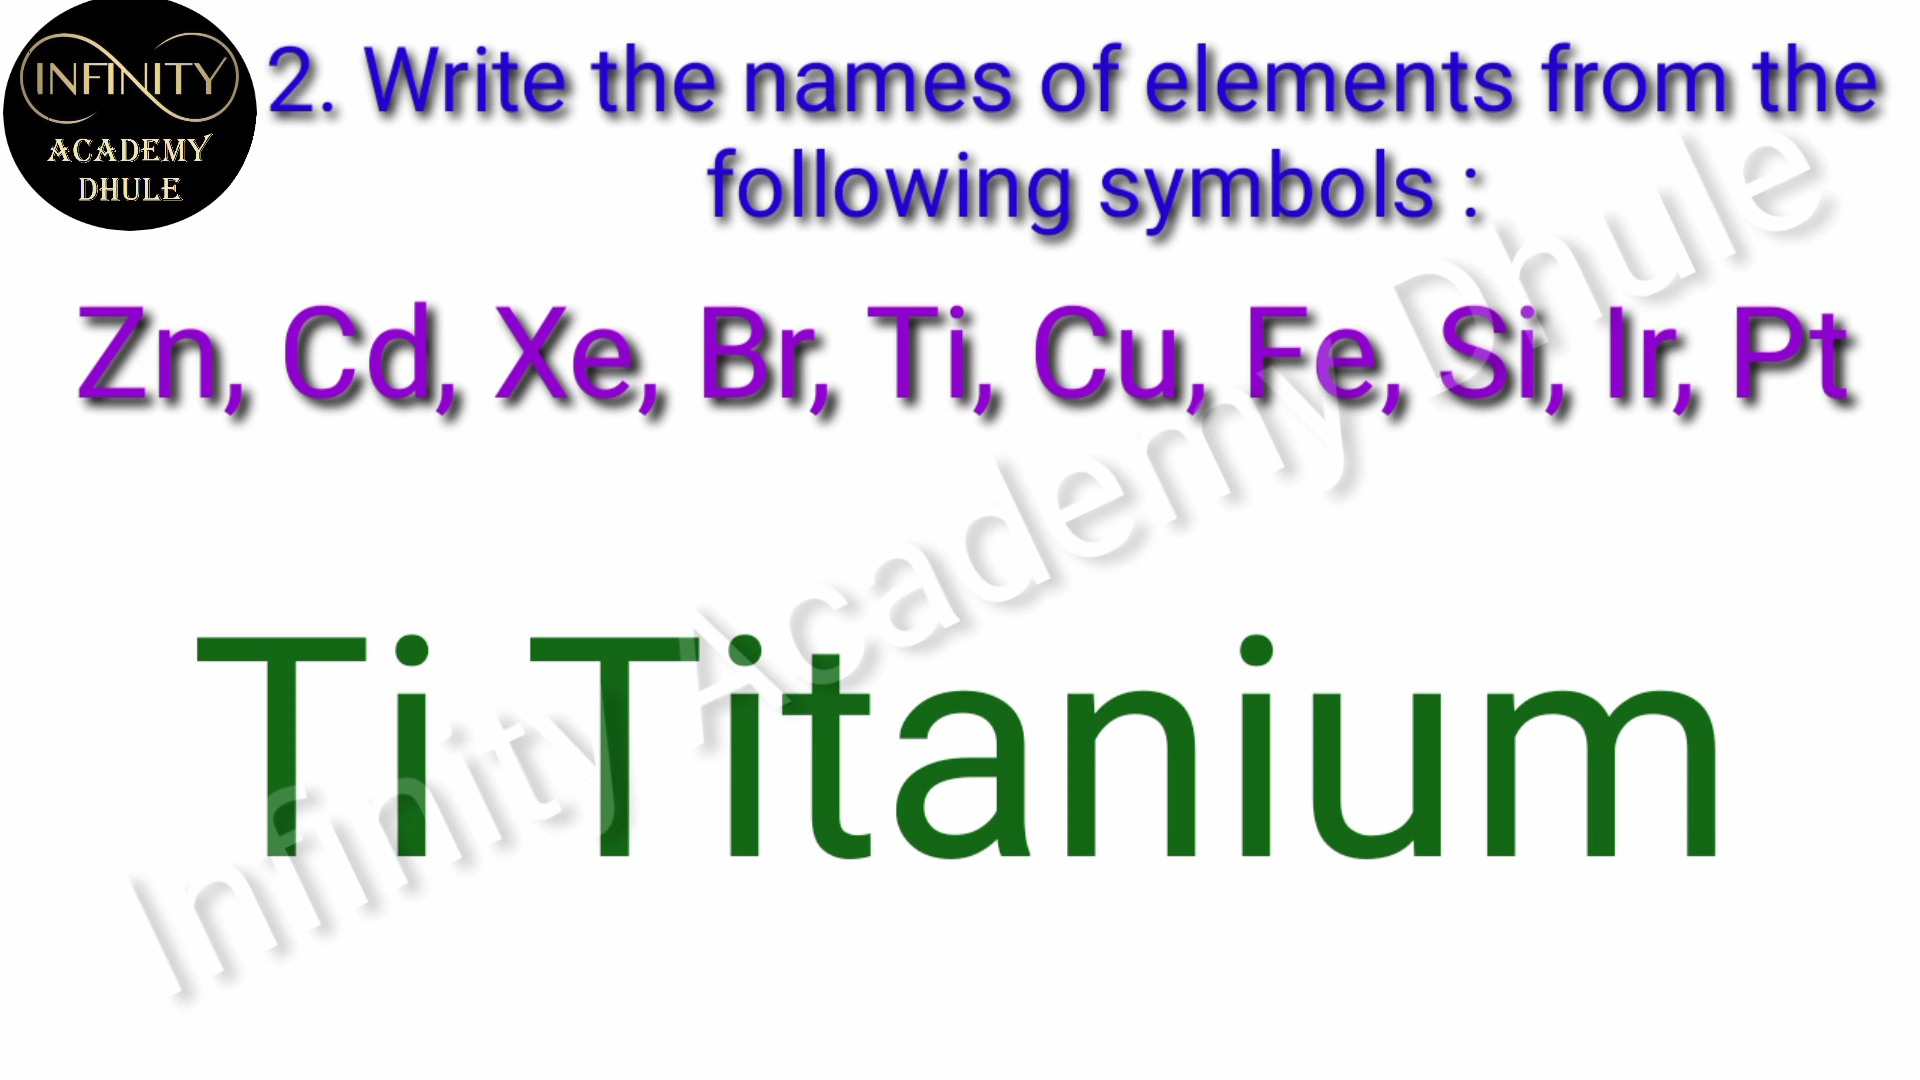 INFINITY
ACADEMY
DHULE
2. Write the names of elements from the
following symbols :
Zn, Cd, Xe, Br, Ti, Cu, Fe, Si, Ir, Pt
Ti Titanium
Infinity Academy Dhule